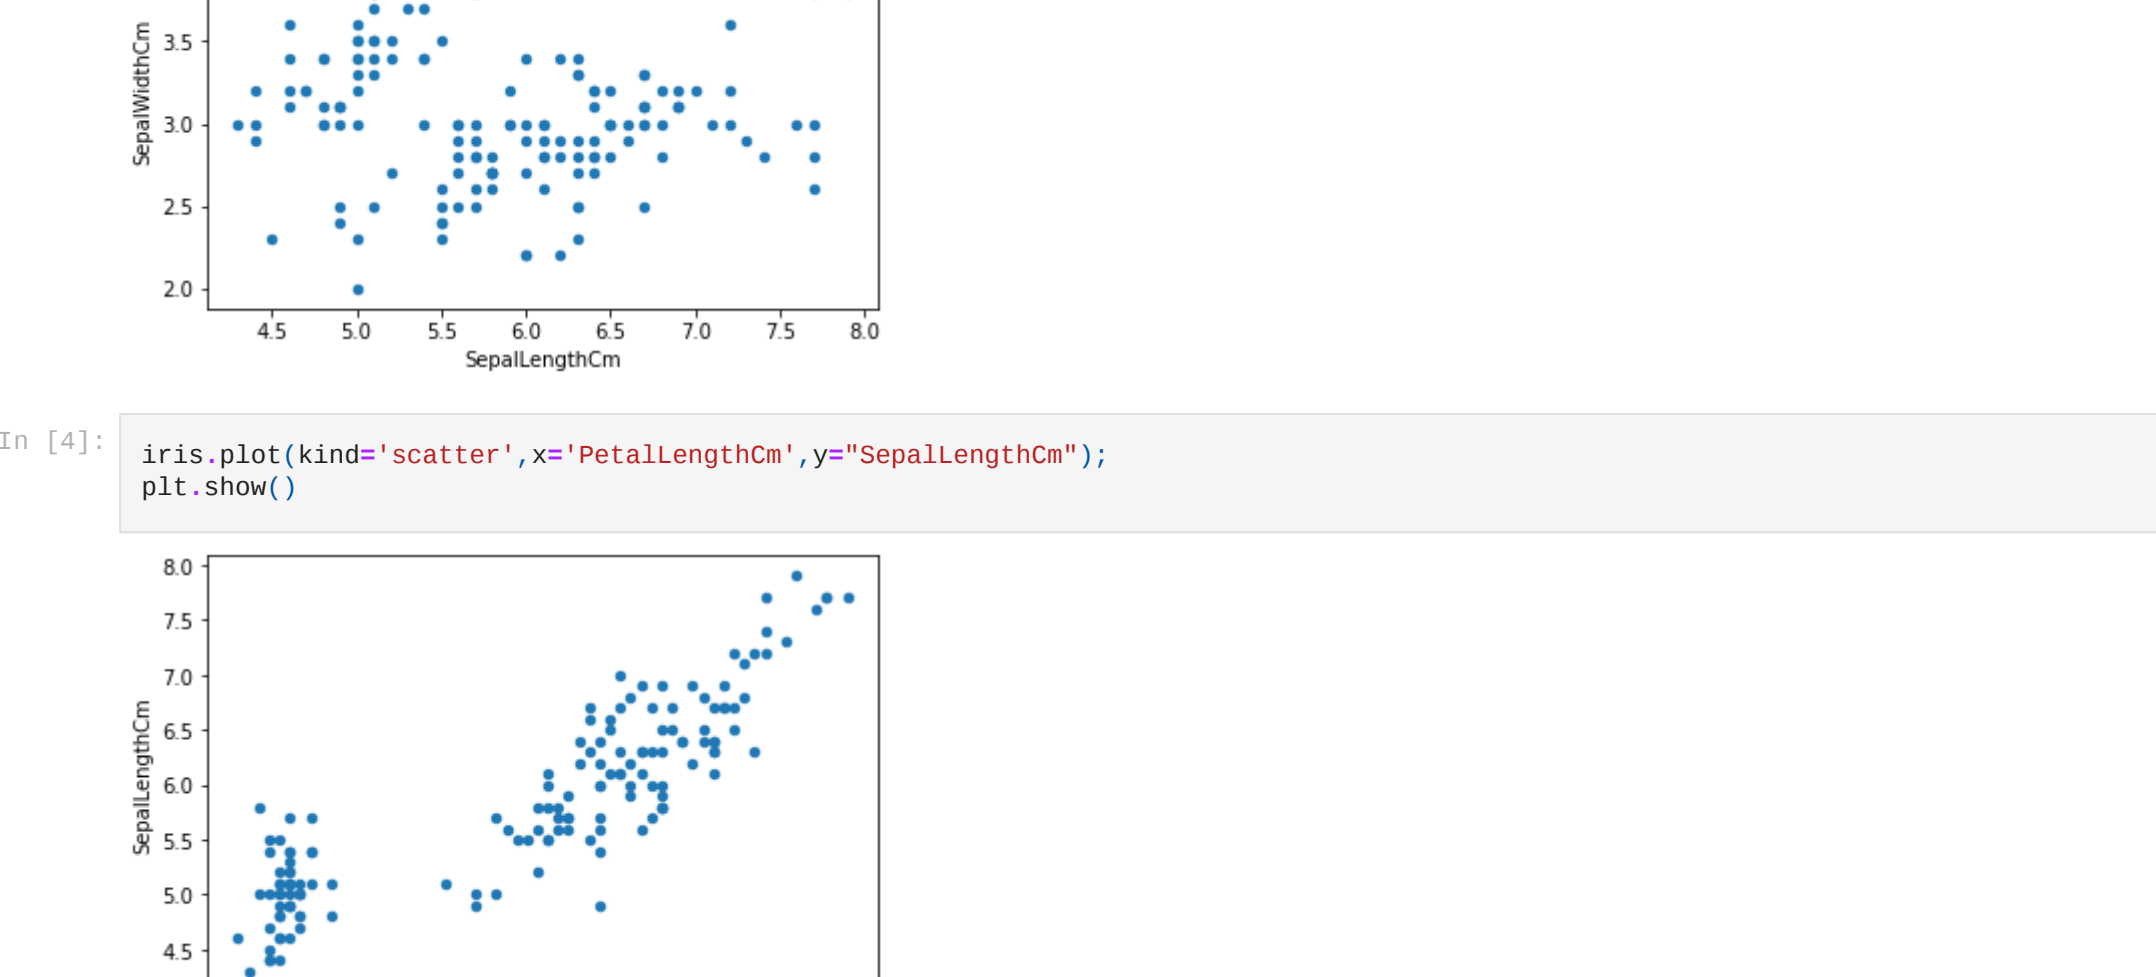 3.5
3.0
2.5
2.0
SepalWidthCm
4.5 5.0 5.5 6.0 6.5 7.0 7.5 8.0
SepalLengthCm
In [4]:
iris.plot(kind='scatter',x='PetalLengthCm',y="SepalLengthCm");
plt.show()
8.0
7.5
7.0
6.5
6.0
5.5
5.0
4.5
SepalLengthCm